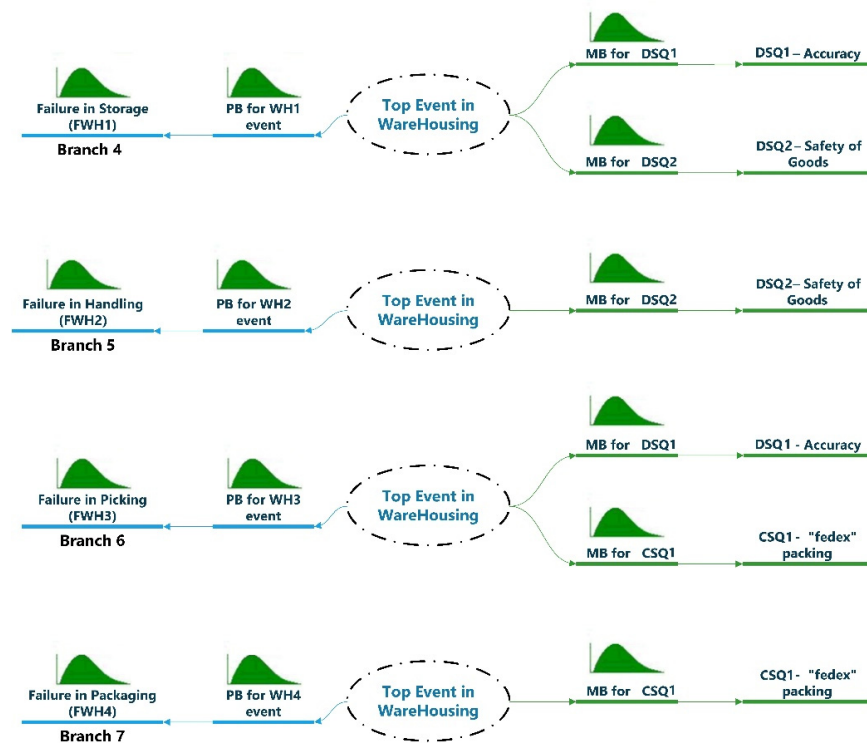 MB for DSQ1
DSQ1 – Accuracy
Failure in Storage
(FWH1)
PB for WH1
event
Top Event in
WareHousing
Branch 4
MB for DSQ2
DSQ2 – Safety of
Goods
Failure in Handling
(FWH2)
PB for WH2
event
Top Event in
WareHousing
MB for DSQ2
DSQ2 – Safety of
Goods
Branch 5
MB for DSQ1
DSQ1 - Accuracy
Failure in Picking
(FWH3)
PB for WH3
event
Top Event in
WareHousing
Branch 6
MB for CSQ1
CSQ1 - "fedex"
packing
Failure in Packaging
(FWH4)
PB for WH4
event
Top Event in
WareHousing
MB for CSQ1
CSQ1 - "fedex"
packing
Branch 7